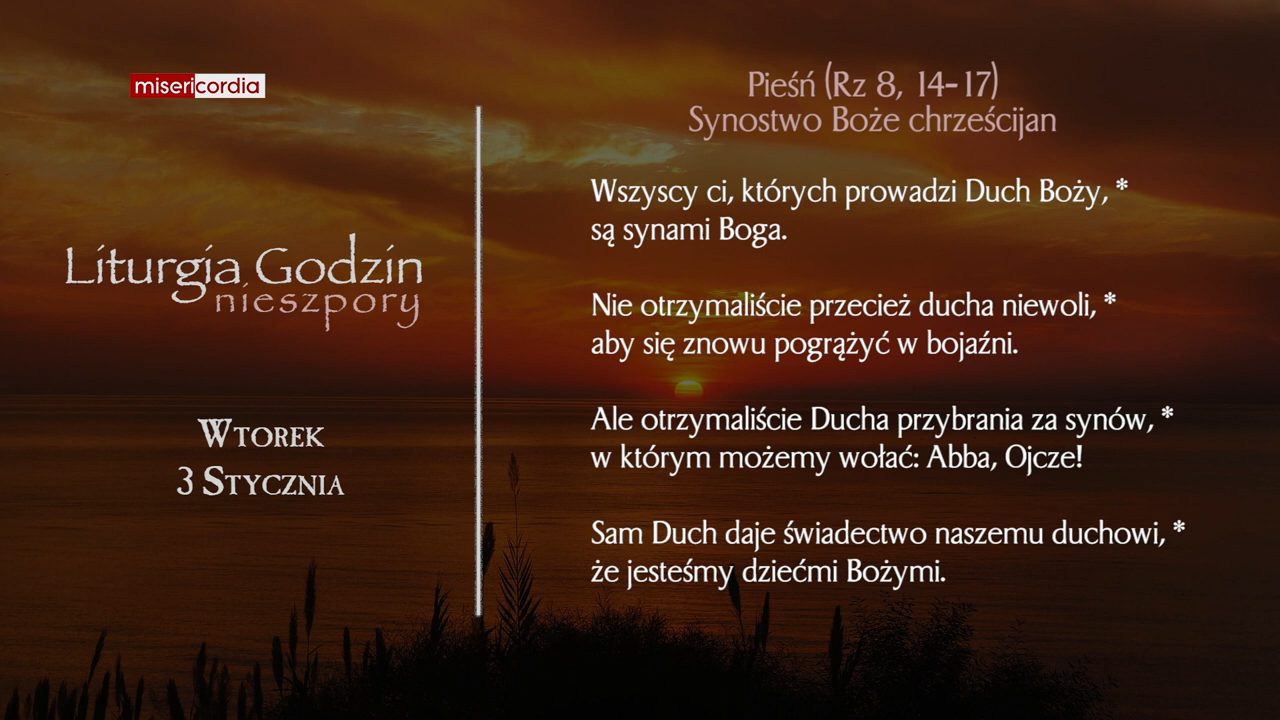 misericordia
Liturgia Godzin
nieszpory
Wtorek
3 Stycznia
Pieśń (Rz 8, 14-17)
Synostwo Boże chrześcijan
Wszyscy ci, których prowadzi Duch Boży, *
są synami Boga.
Nie otrzymaliście przecież ducha niewoli, *
aby się znowu pogrążyć w bojaźni.
Ale otrzymaliście Ducha przybrania za synów, *
w którym możemy wołać: Abba, Ojcze!
Sam Duch daje świadectwo naszemu duchowi, *
że jesteśmy dziećmi Bożymi.